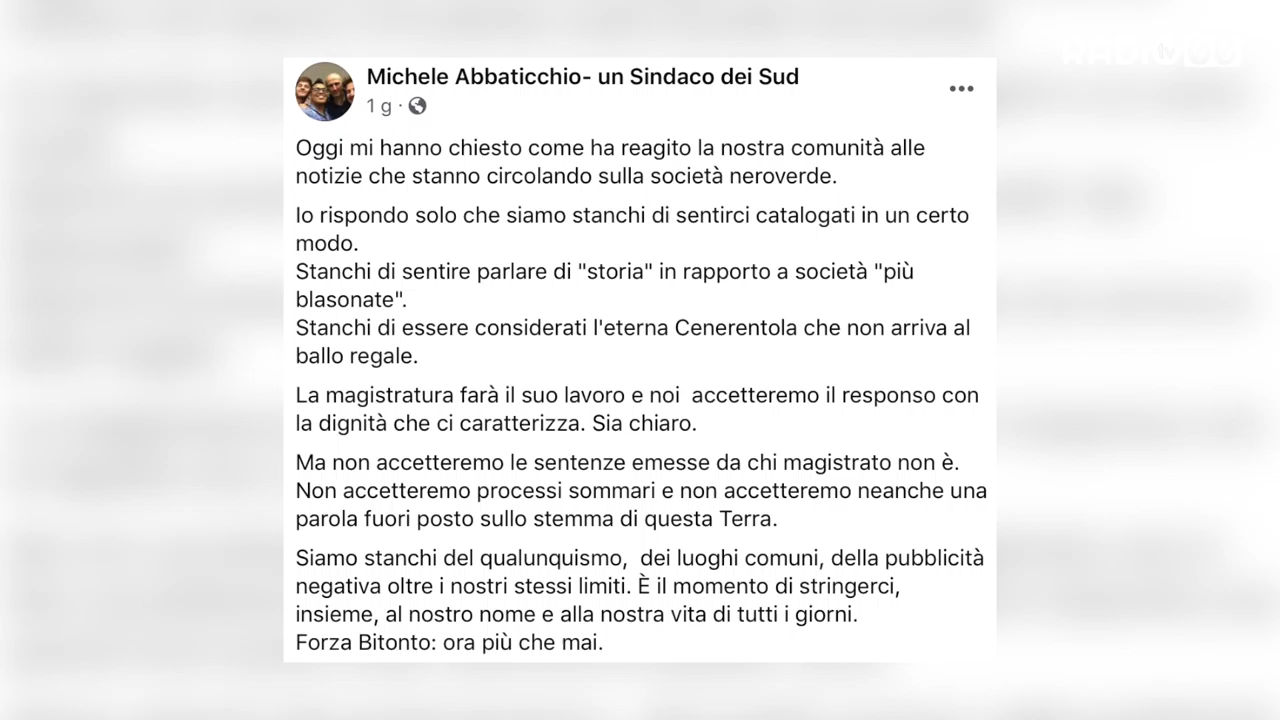 RADIO tv
Michele Abbaticchio- un Sindaco dei Sud
1 g ·
Oggi mi hanno chiesto come ha reagito la nostra comunità alle
notizie che stanno circolando sulla società neroverde.
Io rispondo solo che siamo stanchi di sentirci catalogati in un certo
modo.
Stanchi di sentire parlare di "storia" in rapporto a società "più
blasonate".
Stanchi di essere considerati l'eterna Cenerentola che non arriva al
ballo regale.
La magistratura farà il suo lavoro e noi  accetteremo il responso con
la dignità che ci caratterizza. Sia chiaro.
Ma non accetteremo le sentenze emesse da chi magistrato non è.
Non accetteremo processi sommari e non accetteremo neanche una
parola fuori posto sullo stemma di questa Terra.
Siamo stanchi del qualunquismo,  dei luoghi comuni, della pubblicità
negativa oltre i nostri stessi limiti. È il momento di stringerci,
insieme, al nostro nome e alla nostra vita di tutti i giorni.
Forza Bitonto: ora più che mai.